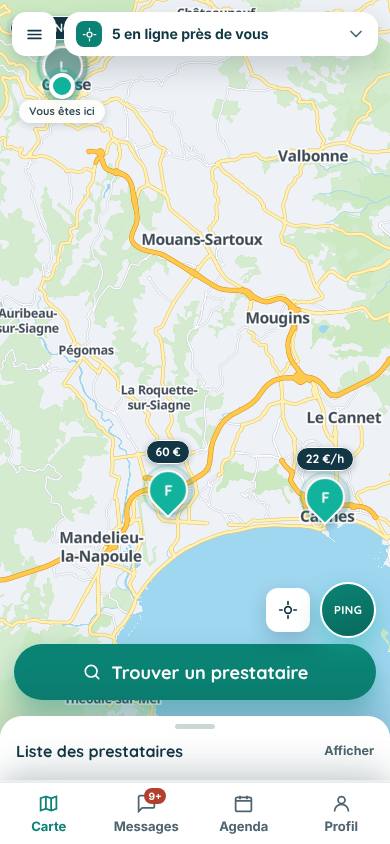 5 en ligne près de vous
L
Vous êtes ici
Valbonne
Mouans-Sartoux
Auribeau-
sur-Siagne
Mougins
Pégomas
La Roquette-
sur-Siagne
Le Cannet
60 €
22 €/h
F
F
Mandelieu-
la-Napoule
PING
Trouver un prestataire
Liste des prestataires
Afficher
9+
Carte
Messages
Agenda
Profil